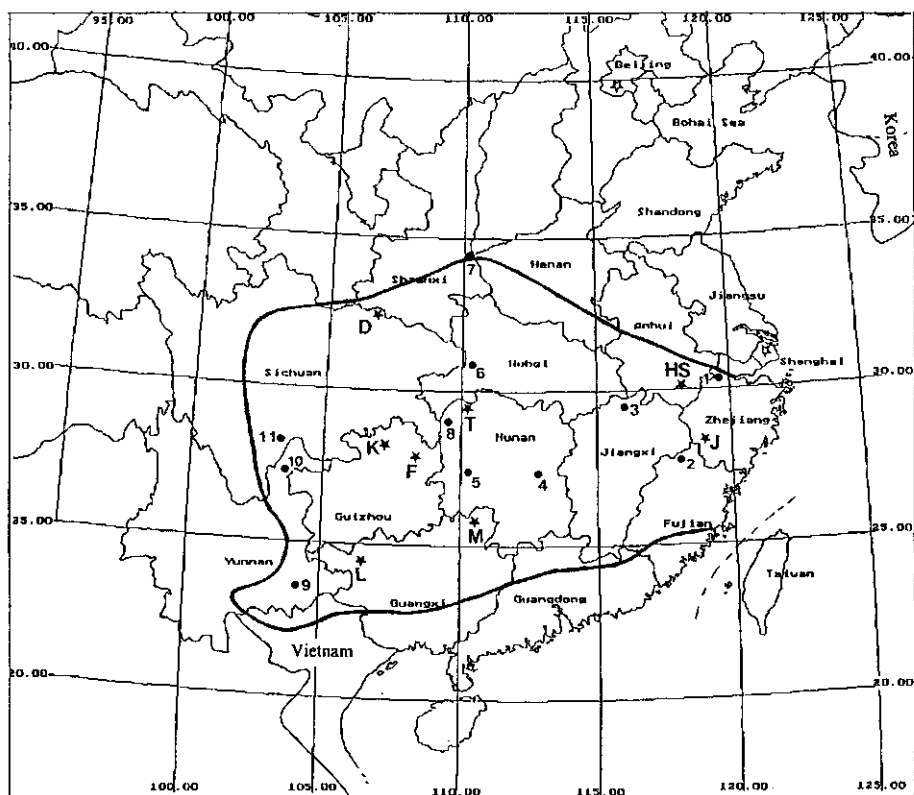 95.00 100.00 105.00 110.00 115.00 120.00 125.00
40.00 40.00
Beijing
Bohai Sea
Korea
35.00 35.00
Shandong
7
Shaanxi Henan
Jiangsu
Anhui
D
30.00 30.00
Sichuan
Hubei
Shanghai
6
HS
1
T
3
Zhejiang
11
8
Hunan
J
K
Jiangxi
10
F
2
5
4
35.00 25.00
Guizhou
M
Fujian
Yunnan
L
Taiwan
9
Guangxi
Guangdong
Vietnam
20.00 20.00
100.00 105.00 110.00 115.00 120.00 125.00